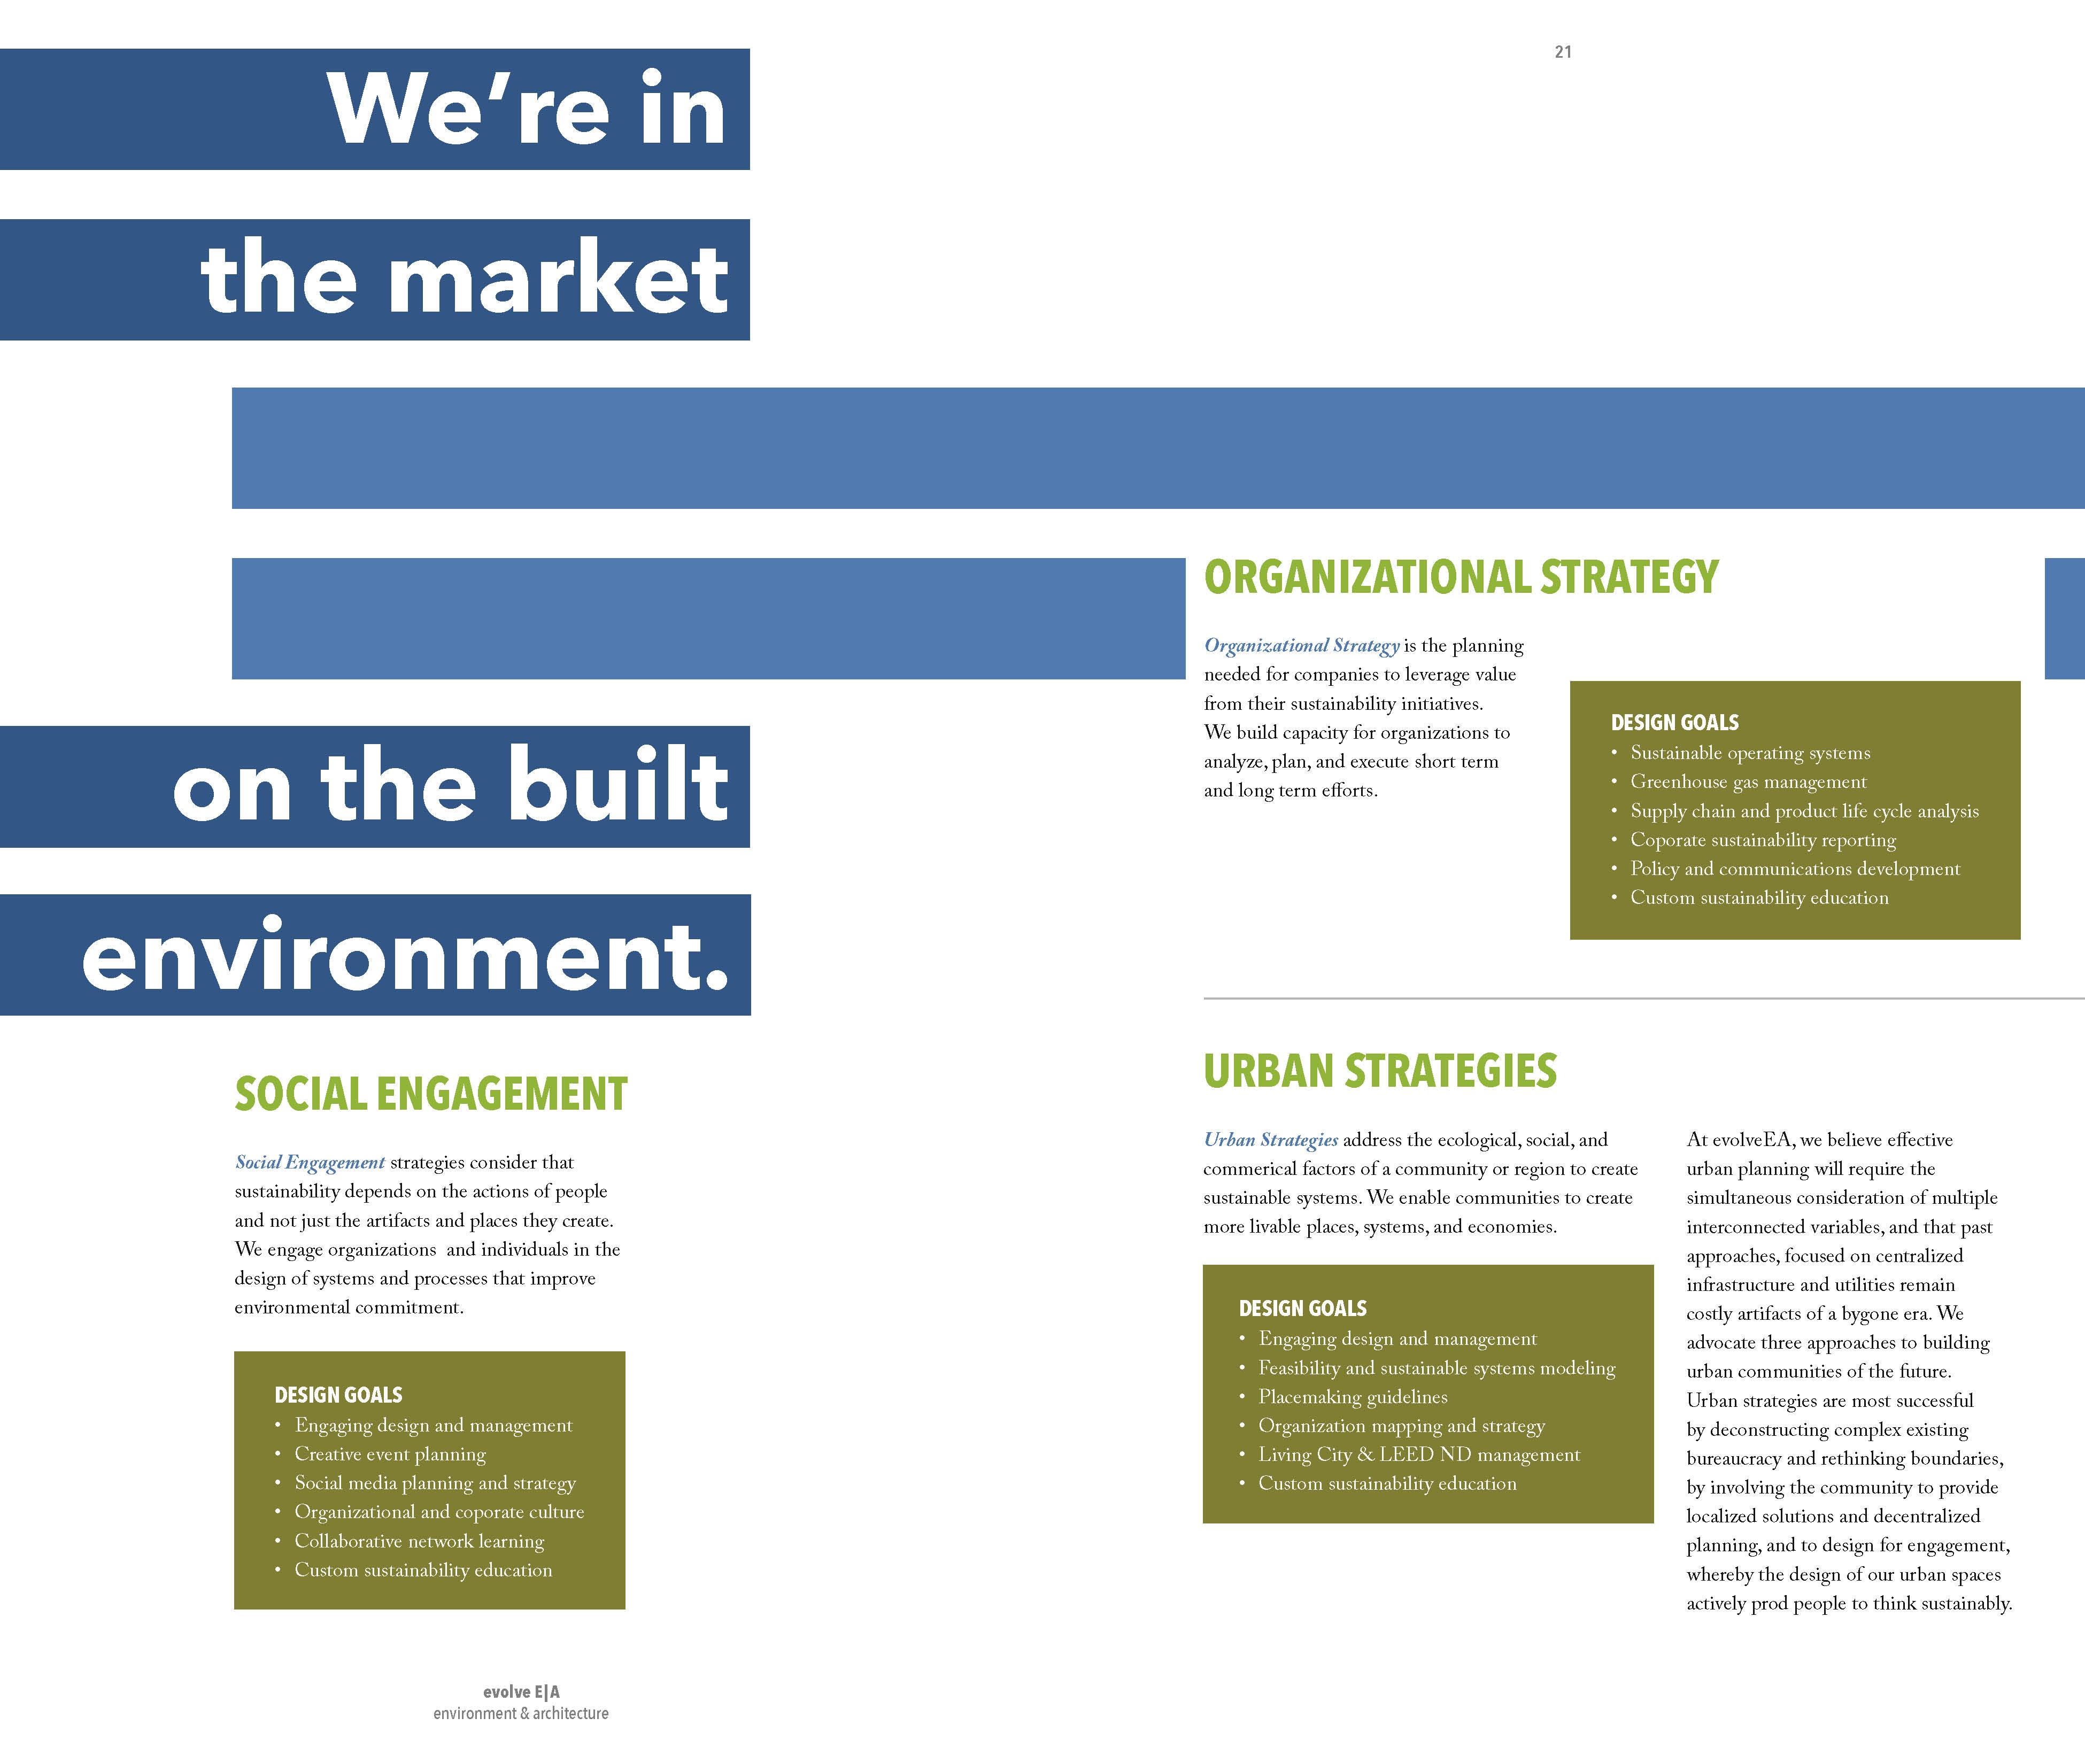 We're in
the market
on the built
environment.
SOCIAL ENGAGEMENT
Social Engagement strategies consider that
sustainability depends on the actions of people
and not just the artifacts and places they create.
We engage organizations  and individuals in the
design of systems and processes that improve
environmental commitment.
DESIGN GOALS
• Engaging design and management
• Creative event planning
• Social media planning and strategy
• Organizational and coporate culture
• Collaborative network learning
• Custom sustainability education
evolve E|A
environment & architecture
21
ORGANIZATIONAL STRATEGY
Organizational Strategy is the planning
needed for companies to leverage value
from their sustainability initiatives.
We build capacity for organizations to
analyze, plan, and execute short term
and long term efforts.
DESIGN GOALS
• Sustainable operating systems
• Greenhouse gas management
• Supply chain and product life cycle analysis
• Coporate sustainability reporting
• Policy and communications development
• Custom sustainability education
URBAN STRATEGIES
Urban Strategies address the ecological, social, and
commerical factors of a community or region to create
sustainable systems. We enable communities to create
more livable places, systems, and economies.
DESIGN GOALS
• Engaging design and management
• Feasibility and sustainable systems modeling
• Placemaking guidelines
• Organization mapping and strategy
• Living City & LEED ND management
• Custom sustainability education
At evolveEA, we believe effective
urban planning will require the
simultaneous consideration of multiple
interconnected variables, and that past
approaches, focused on centralized
infrastructure and utilities remain
costly artifacts of a bygone era. We
advocate three approaches to building
urban communities of the future.
Urban strategies are most successful
by deconstructing complex existing
bureaucracy and rethinking boundaries,
by involving the community to provide
localized solutions and decentralized
planning, and to design for engagement,
whereby the design of our urban spaces
actively prod people to think sustainably.